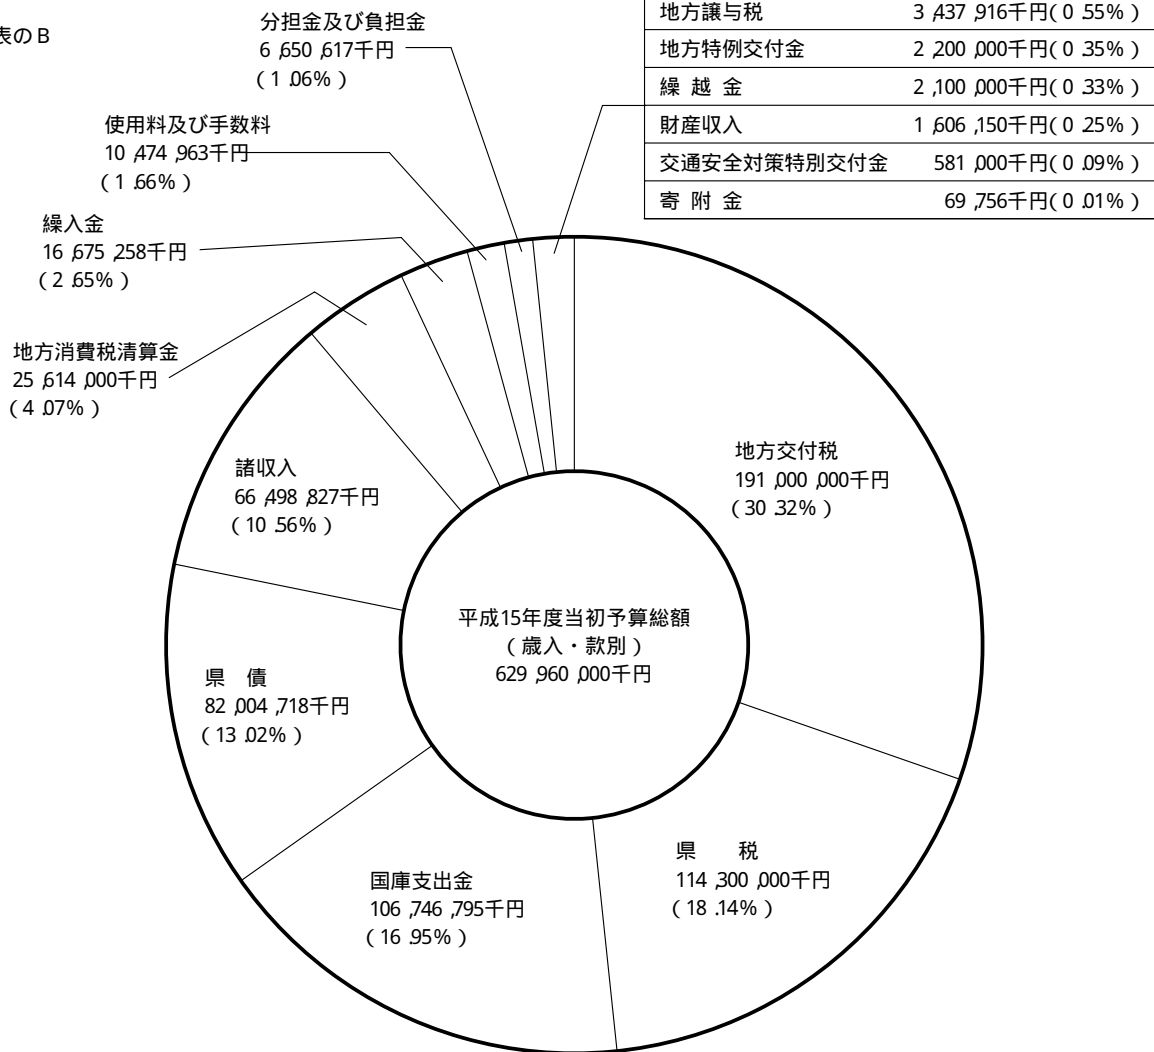 表のB
分担金及び負担金
6,650,617千円
(1.06%)
地方譲与税 3,437,916千円(0.55%)
地方特例交付金 2,200,000千円(0.35%)
繰越金 2,100,000千円(0.33%)
財産収入 1,606,150千円(0.25%)
交通安全対策特別交付金 581,000千円(0.09%)
寄附金 69,756千円(0.01%)
使用料及び手数料
10,474,963千円
(1.66%)
繰入金
16,675,258千円
(2.65%)
地方消費税清算金
25,614,000千円
(4.07%)
諸収入
66,498,827千円
(10.56%)
地方交付税
191,000,000千円
(30.32%)
平成15年度当初予算総額
(歳入・款別)
629,960,000千円
県 債
82,004,718千円
(13.02%)
県 税
114,300,000千円
(18.14%)
国庫支出金
106,746,795千円
(16.95%)